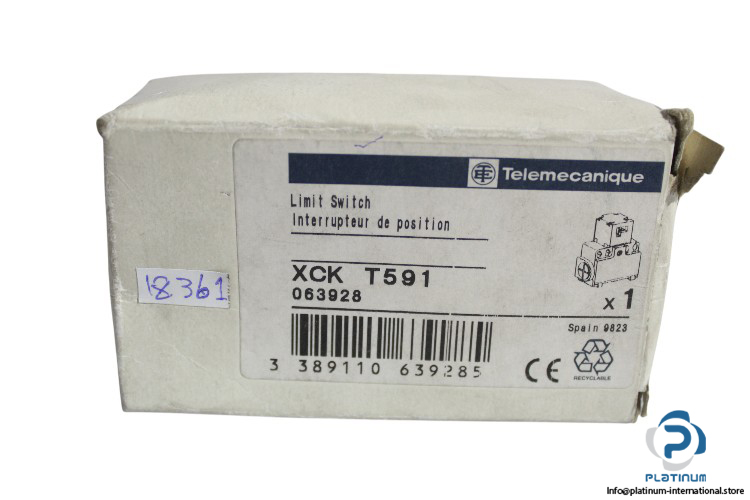 Telemecanique
Limit Switch
Interrupteur de position
XCK T591
063928
x 1
18361
Spain 9823
3 389110 639285
CE
RECYCLABLE
PLATINUM
Info@platinum-international.store